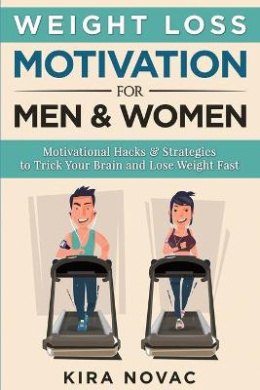 WEIGHT LOSS
MOTIVATION
FOR
MEN & WOMEN
Motivational Hacks & Strategies
to Trick Your Brain and Lose Weight Fast
KIRA NOVAC